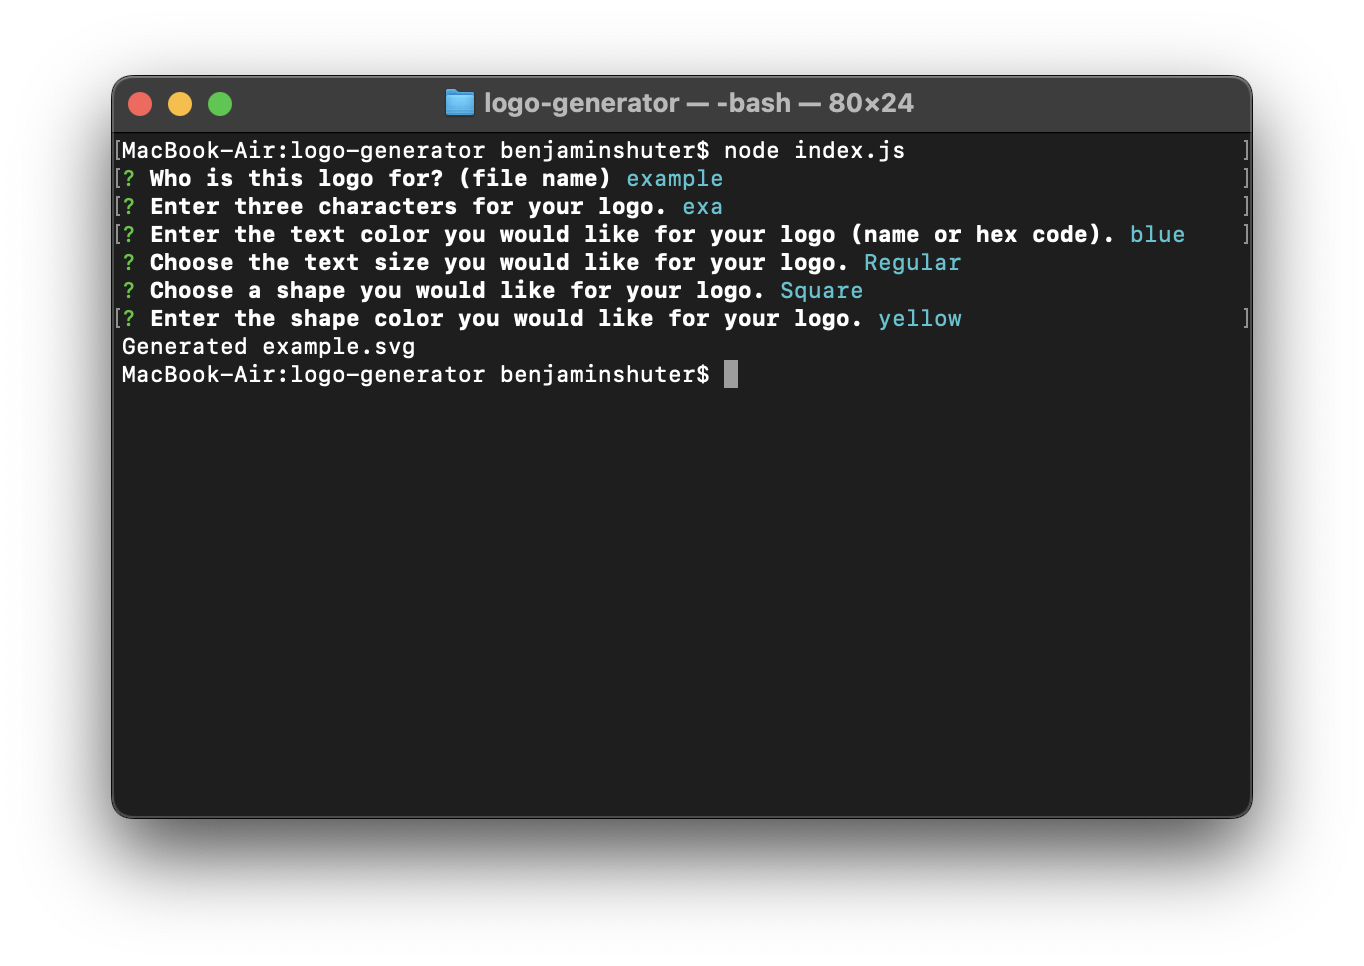 logo-generator — -bash — 80×24
[MacBook-Air:logo-generator benjaminshuter$ node index.js ]
[? Who is this logo for? (file name) example ]
[? Enter three characters for your logo. exa ]
[? Enter the text color you would like for your logo (name or hex code). blue ]
? Choose the text size you would like for your logo. Regular
? Choose a shape you would like for your logo. Square
[? Enter the shape color you would like for your logo. yellow ]
Generated example.svg
MacBook-Air:logo-generator benjaminshuter$